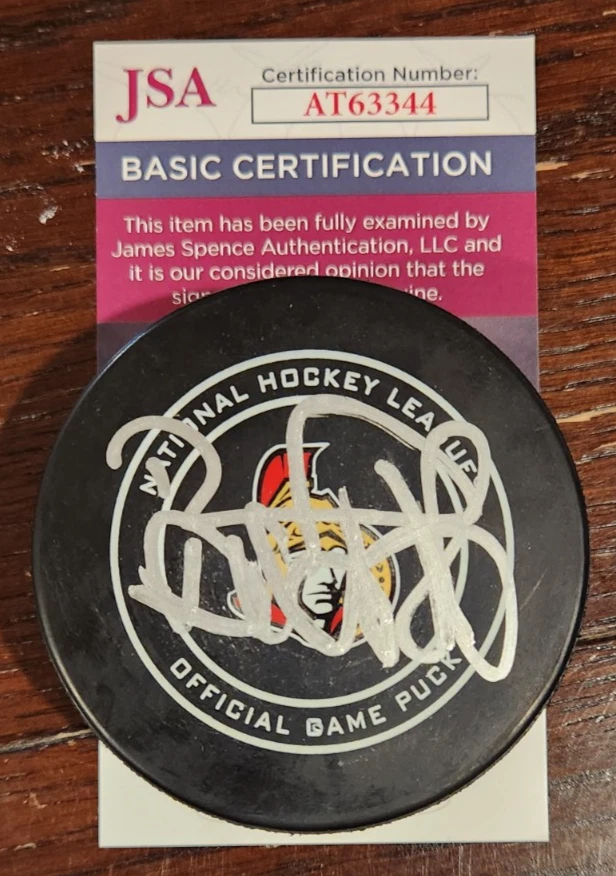 JSA
Certification Number:
AT63344
BASIC CERTIFICATION
This item has been fully examined by
James Spence Authentication, LLC and
it is our considered opinion that the
NATIONAL HOCKEY LEAGUE
OFFICIAL GAME PUCK